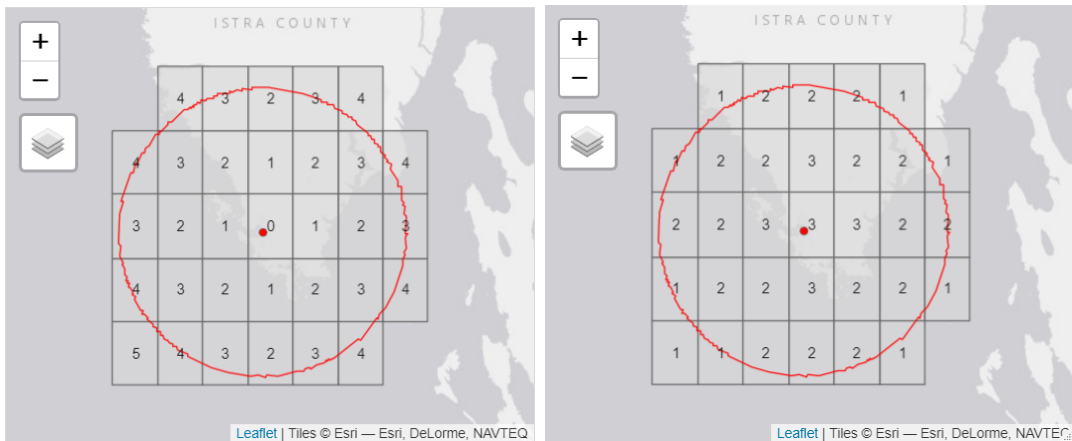 ISTRA COUNTY
+
−
4 3 2 3 4
4 3 2 1 2 3 4
3 2 1 0 1 2 3
4 3 2 1 2 3 4
5 4 3 2 3 4
Leaflet | Tiles © Esri — Esri, DeLorme, NAVTEQ
ISTRA COUNTY
+
−
1 2 2 2 1
1 2 2 3 2 2 1
2 2 3 3 3 2 2
1 2 2 3 2 2 1
1 1 2 2 2 1
Leaflet | Tiles © Esri — Esri, DeLorme, NAVTEQ